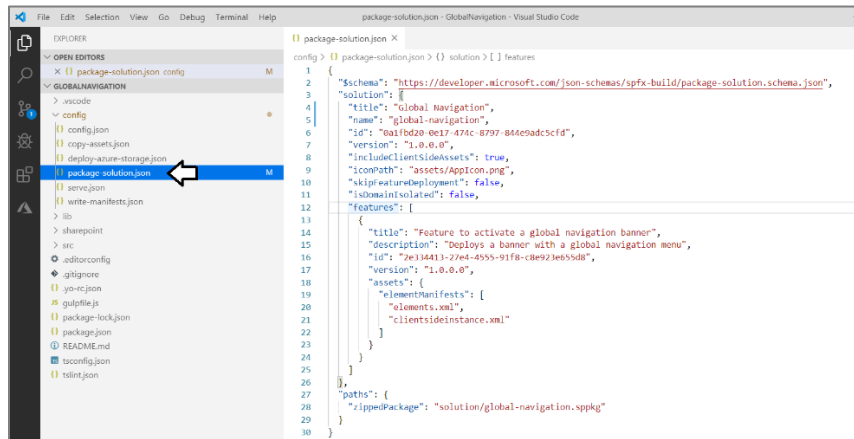 File Edit Selection View Go Debug Terminal Help package-solution.json - GlobalNavigation - Visual Studio Code
EXPLORER
OPEN EDITORS
{} package-solution.json config M
GLOBALNAVIGATION
.vscode
config
{} config.json
{} copy-assets.json
{} deploy-azure-storage.json
{} package-solution.json M
{} serve.json
{} write-manifests.json
lib
sharepoint
src
.editorconfig
.gitignore
{} .yo-rc.json
JS gulpfile.js
{} package-lock.json
{} package.json
README.md
tsconfig.json
{} tslint.json
1
{} package-solution.json
config > {} package-solution.json > {} solution > [ ] features
1 {
2 "$schema": "https://developer.microsoft.com/json-schemas/spfx-build/package-solution.schema.json",
3 "solution": {
4 "title": "Global Navigation",
5 "name": "global-navigation",
6 "id": "0a1fbd20-0e17-474c-8797-844e9adc5cfd",
7 "version": "1.0.0.0",
8 "includeClientSideAssets": true,
9 "iconPath": "assets/AppIcon.png",
10 "skipFeatureDeployment": false,
11 "isDomainIsolated": false,
12 "features": [
13 {
14 "title": "Feature to activate a global navigation banner",
15 "description": "Deploys a banner with a global navigation menu",
16 "id": "2e334413-27e4-4555-91f8-c8e923e655d8",
17 "version": "1.0.0.0",
18 "assets": {
19 "elementManifests": [
20 "elements.xml",
21 "clientsideinstance.xml"
22 ]
23 }
24 }
25 ]
26 },
27 "paths": {
28 "zippedPackage": "solution/global-navigation.sppkg"
29 }
30 }